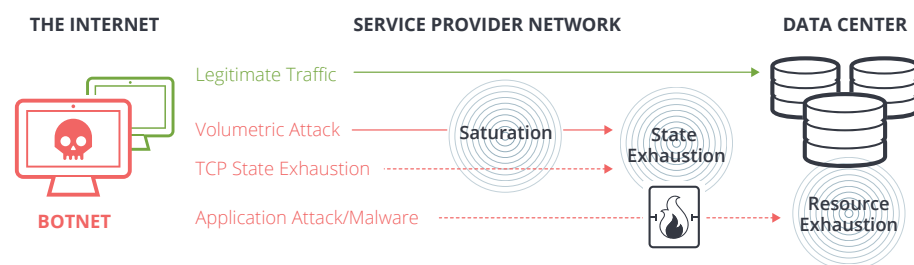 THE INTERNET
SERVICE PROVIDER NETWORK
DATA CENTER
Legitimate Traffic
Volumetric Attack
Saturation
State
Exhaustion
TCP State Exhaustion
Application Attack/Malware
Resource
Exhaustion
BOTNET